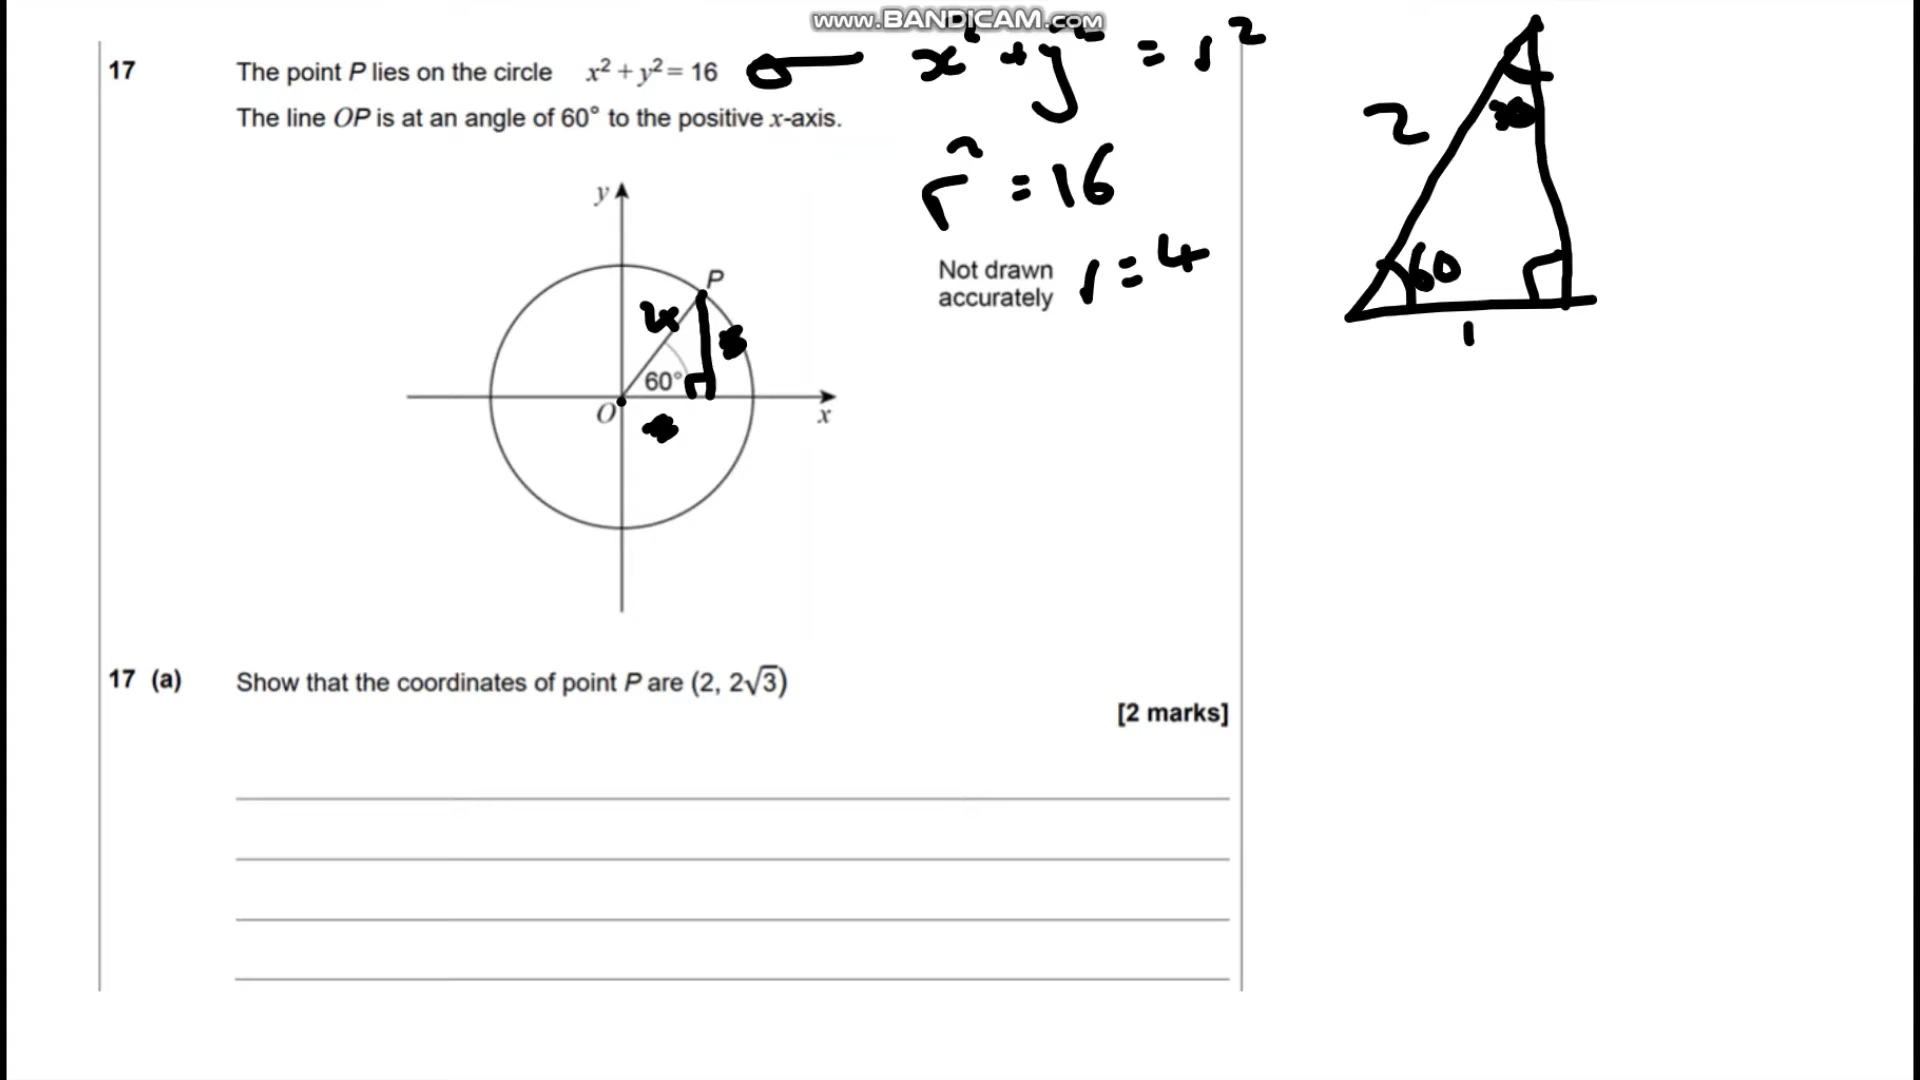 www.BANDICAM.com
17 The point P lies on the circle x² + y² = 16
The line OP is at an angle of 60° to the positive x-axis.
x² + y² = r²
r² = 16
r = 4
Not drawn
accurately
y
P
60°
O
x
2
60
1
17 (a) Show that the coordinates of point P are (2, 2√3)
[2 marks]